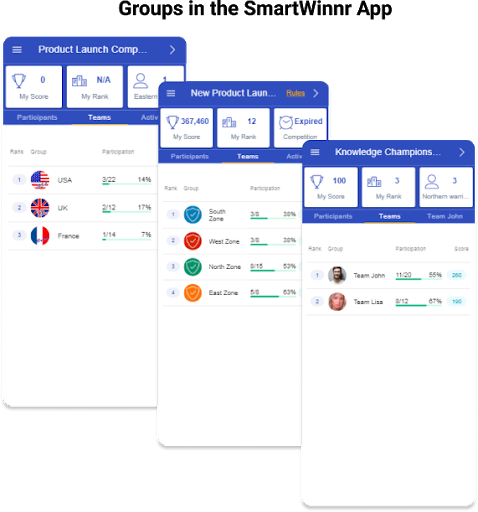 Groups in the SmartWinnr App
Product Launch Comp...
0
My Score
N/A
My Rank
1
Eastern
Participants Teams Activ
Rank Group Participation
1 USA 3/22 14%
2 UK 2/12 17%
3 France 1/14 7%
New Product Laun... Rules
367,460
My Score
12
My Rank
Expired
Competition
Participants Teams Activ
Rank Group Participation
1 South Zone 3/8 38%
2 West Zone 3/8 38%
3 North Zone 8/15 53%
4 East Zone 5/8 63%
Knowledge Champions...
100
My Score
3
My Rank
3
Northern warri...
Participants Teams Team John
Rank Group Participation Score
1 Team John 11/20 55% 260
2 Team Lisa 8/12 67% 190